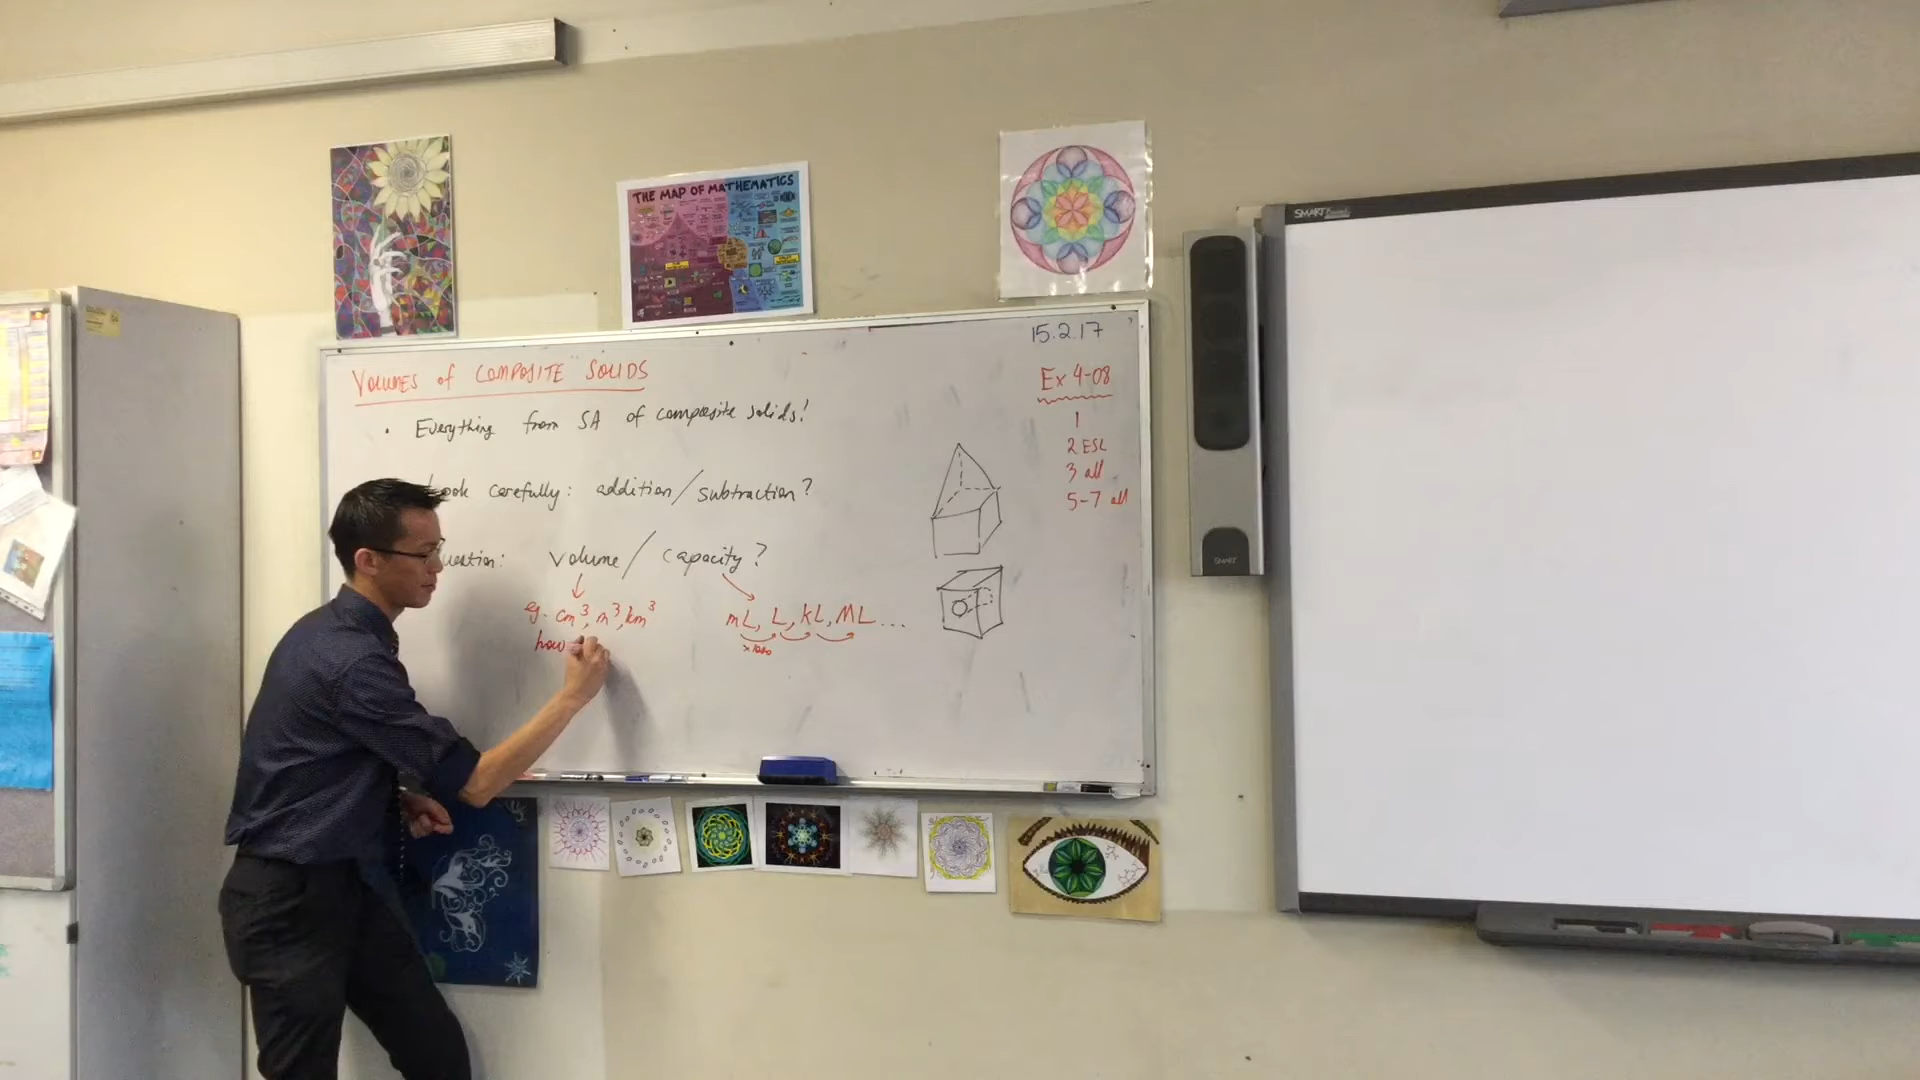 THE MAP OF MATHEMATICS
SMART
15.2.17
VOLUMES of COMPOSITE SOLIDS
• Everything from SA of composite solids!
Look carefully: addition/subtraction?
uestion: volume/capacity?
eg. cm³, m³, km³
how
mL, L, kL, ML...
×1000
Ex 4-08
1
2 ESL
3 all
5-7 all
SMART